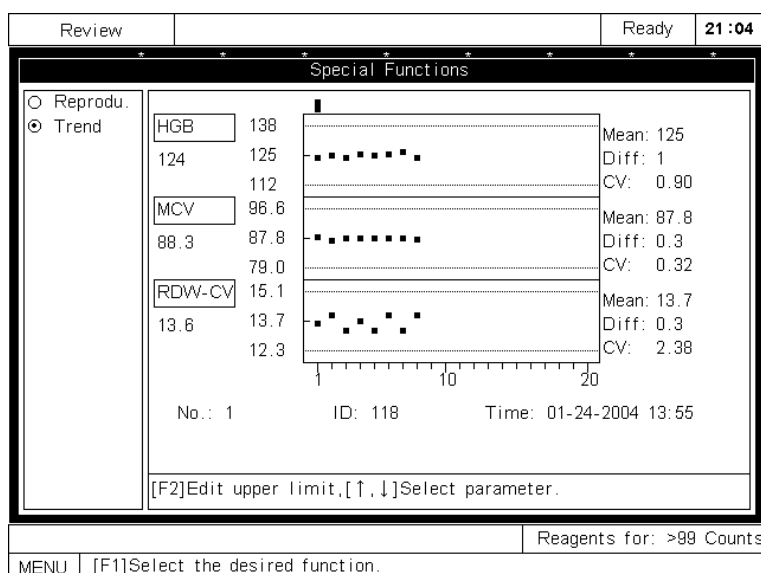 Review Ready 21:04
* * * * * * * *
Special Functions
Reprodu.
Trend
HGB 138 Mean: 125
124 125 Diff: 1
112 CV: 0.90
MCV 96.6 Mean: 87.8
88.3 87.8 Diff: 0.3
79.0 CV: 0.32
RDW-CV 15.1 Mean: 13.7
13.6 13.7 Diff: 0.3
12.3 CV: 2.38
1 10 20
No.: 1 ID: 118 Time: 01-24-2004 13:55
[F2]Edit upper limit,[↑,↓]Select parameter.
Reagents for: >99 Counts
MENU [F1]Select the desired function.